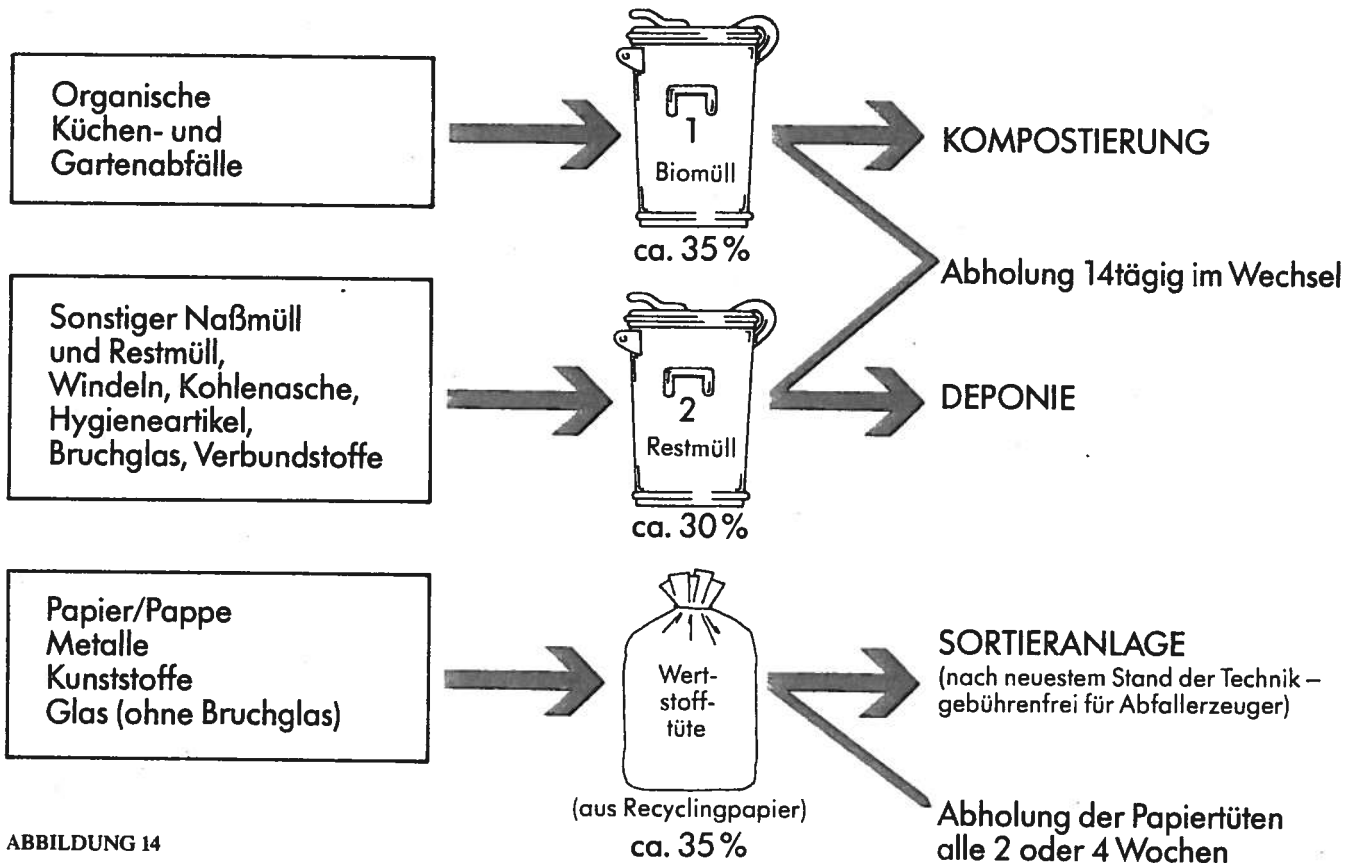 Organische
Küchen- und
Gartenabfälle
1
Biomüll
ca. 35%
KOMPOSTIERUNG
Abholung 14tägig im Wechsel
Sonstiger Naßmüll
und Restmüll,
Windeln, Kohlenasche,
Hygieneartikel,
Bruchglas, Verbundstoffe
2
Restmüll
ca. 30%
DEPONIE
Papier/Pappe
Metalle
Kunststoffe
Glas (ohne Bruchglas)
Wert-
stoff-
tüte
(aus Recyclingpapier)
ca. 35%
SORTIERANLAGE
(nach neuestem Stand der Technik –
gebührenfrei für Abfallerzeuger)
Abholung der Papiertüten
alle 2 oder 4 Wochen
ABBILDUNG 14